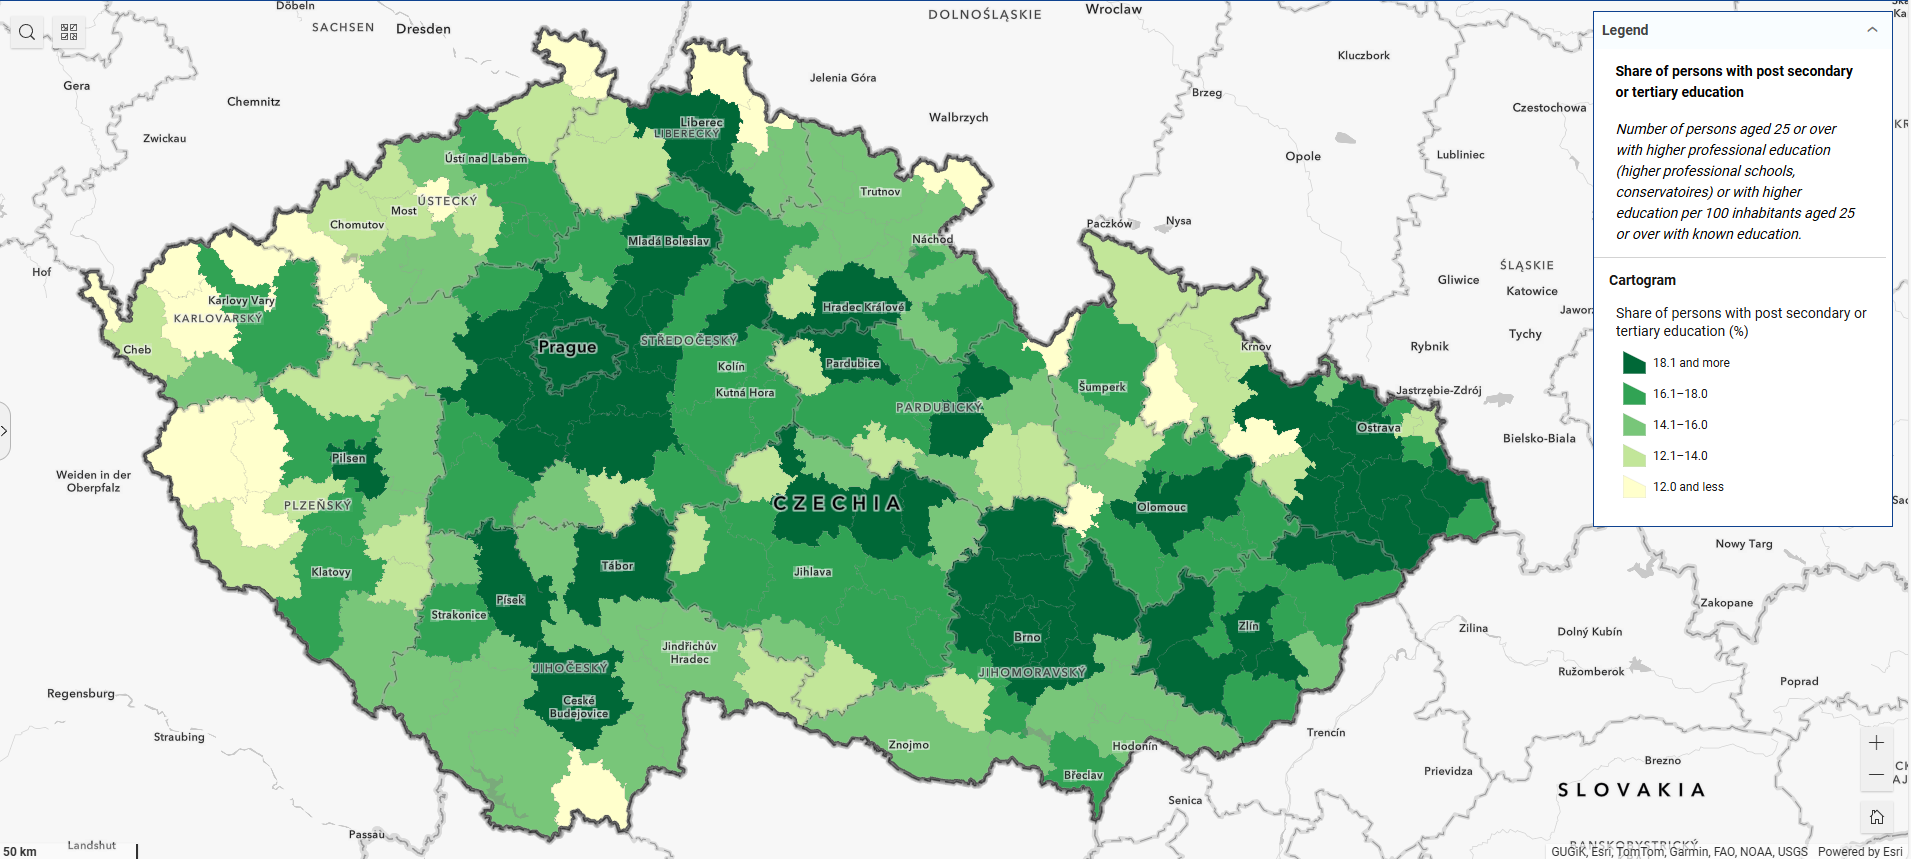 Döbeln
SACHSEN
Dresden
DOLNOŚLĄSKIE
Wroclaw
Gera
Chemnitz
Zwickau
Jelenia Góra
Walbrzych
Kluczbork
Brzeg
Czestochowa
Opole
Lubliniec
Liberec
LIBERECKÝ
Ústí nad Labem
Trutnov
ÚSTECKÝ
Most
Chomutov
Paczków
Nysa
Mladá Boleslav
Náchod
Hof
ŚLĄSKIE
Gliwice
Katowice
Jaworz
Karlovy Vary
KARLOVARSKÝ
Hradec Králové
Tychy
Prague
STŘEDOČESKÝ
Cheb
Krnov
Rybnik
Kolín
Pardubice
Kutná Hora
Šumperk
Jastrzębie-Zdrój
PARDUBICKÝ
Ostrava
Bielsko-Biala
Pilsen
Weiden in der
Oberpfalz
PLZEŇSKÝ
CZECHIA
Olomouc
Nowy Targ
Klatovy
Tábor
Jihlava
Písek
Strakonice
Zakopane
Zlín
Brno
Zilina
Dolný Kubín
Jindřichův
Hradec
JIHOČESKÝ
JIHOMORAVSKÝ
Ružomberok
Poprad
Regensburg
České
Budejovice
Straubing
Znojmo
Hodonín
Trencín
Břeclav
Prievidza
Brezno
SLOVAKIA
Senica
Passau
Landshut
BANSKOBYSTRICKÝ
50 km
Legend
Share of persons with post secondary
or tertiary education
Number of persons aged 25 or over
with higher professional education
(higher professional schools,
conservatoires) or with higher
education per 100 inhabitants aged 25
or over with known education.
Cartogram
Share of persons with post secondary or
tertiary education (%)
18.1 and more
16.1–18.0
14.1–16.0
12.1–14.0
12.0 and less
GUGiK, Esri, TomTom, Garmin, FAO, NOAA, USGS
Powered by Esri